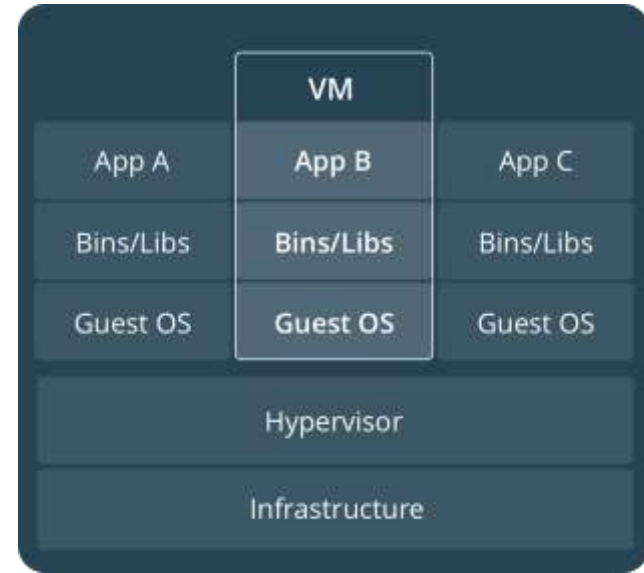 VM
App A App B App C
Bins/Libs Bins/Libs Bins/Libs
Guest OS Guest OS Guest OS
Hypervisor
Infrastructure